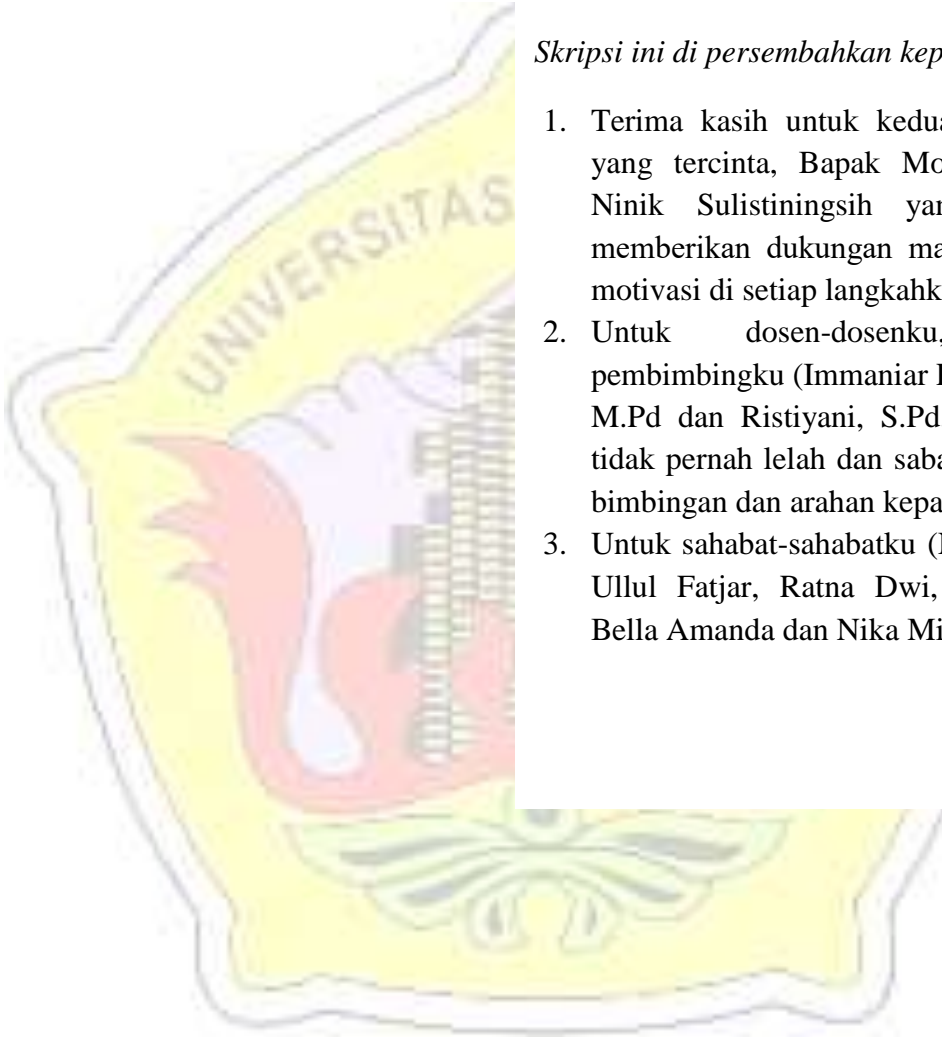 UNIVERSITAS
Skripsi ini di persembahkan kep
1. Terima kasih untuk kedua
yang tercinta, Bapak Mo
Ninik Sulistiningsih yan
memberikan dukungan ma
motivasi di setiap langkahk
2. Untuk dosen-dosenku,
pembimbingku (Immaniar
M.Pd dan Ristiyani, S.Pd
tidak pernah lelah dan saba
bimbingan dan arahan kepa
3. Untuk sahabat-sahabatku (
Ullul Fatjar, Ratna Dwi,
Bella Amanda dan Nika Mi